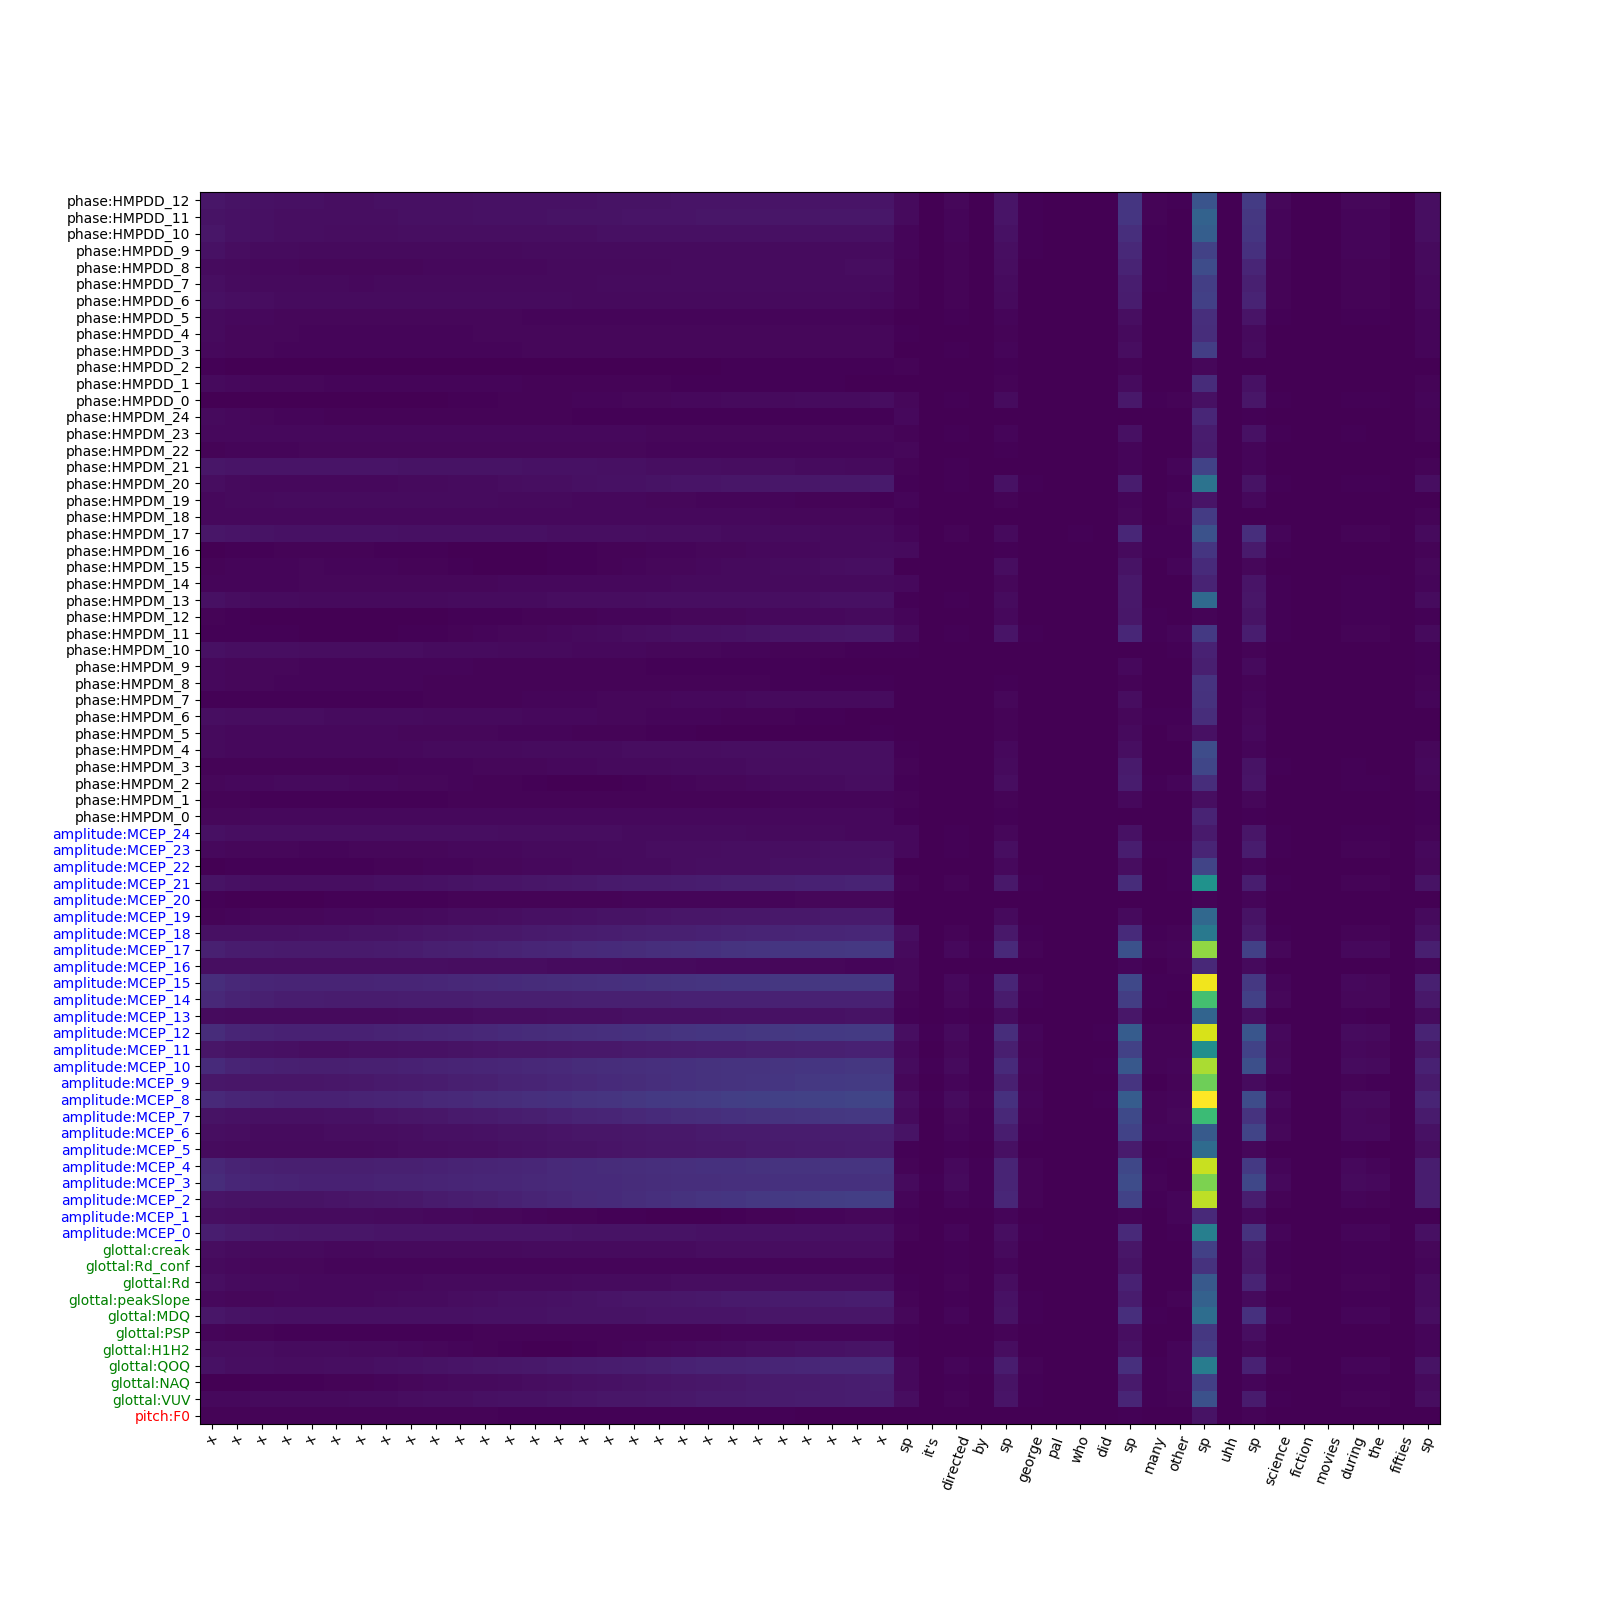 phase:HMPDD_12
phase:HMPDD_11
phase:HMPDD_10
phase:HMPDD_9
phase:HMPDD_8
phase:HMPDD_7
phase:HMPDD_6
phase:HMPDD_5
phase:HMPDD_4
phase:HMPDD_3
phase:HMPDD_2
phase:HMPDD_1
phase:HMPDD_0
phase:HMPDM_24
phase:HMPDM_23
phase:HMPDM_22
phase:HMPDM_21
phase:HMPDM_20
phase:HMPDM_19
phase:HMPDM_18
phase:HMPDM_17
phase:HMPDM_16
phase:HMPDM_15
phase:HMPDM_14
phase:HMPDM_13
phase:HMPDM_12
phase:HMPDM_11
phase:HMPDM_10
phase:HMPDM_9
phase:HMPDM_8
phase:HMPDM_7
phase:HMPDM_6
phase:HMPDM_5
phase:HMPDM_4
phase:HMPDM_3
phase:HMPDM_2
phase:HMPDM_1
phase:HMPDM_0
amplitude:MCEP_24
amplitude:MCEP_23
amplitude:MCEP_22
amplitude:MCEP_21
amplitude:MCEP_20
amplitude:MCEP_19
amplitude:MCEP_18
amplitude:MCEP_17
amplitude:MCEP_16
amplitude:MCEP_15
amplitude:MCEP_14
amplitude:MCEP_13
amplitude:MCEP_12
amplitude:MCEP_11
amplitude:MCEP_10
amplitude:MCEP_9
amplitude:MCEP_8
amplitude:MCEP_7
amplitude:MCEP_6
amplitude:MCEP_5
amplitude:MCEP_4
amplitude:MCEP_3
amplitude:MCEP_2
amplitude:MCEP_1
amplitude:MCEP_0
glottal:creak
glottal:Rd_conf
glottal:Rd
glottal:peakSlope
glottal:MDQ
glottal:PSP
glottal:H1H2
glottal:QOQ
glottal:NAQ
glottal:VUV
pitch:F0
x x x x x x x x x x x x x x x x x x x x x x x x x x x x sp it's directed by sp george pal who did sp many other sp uhh sp science fiction movies during the fifties sp